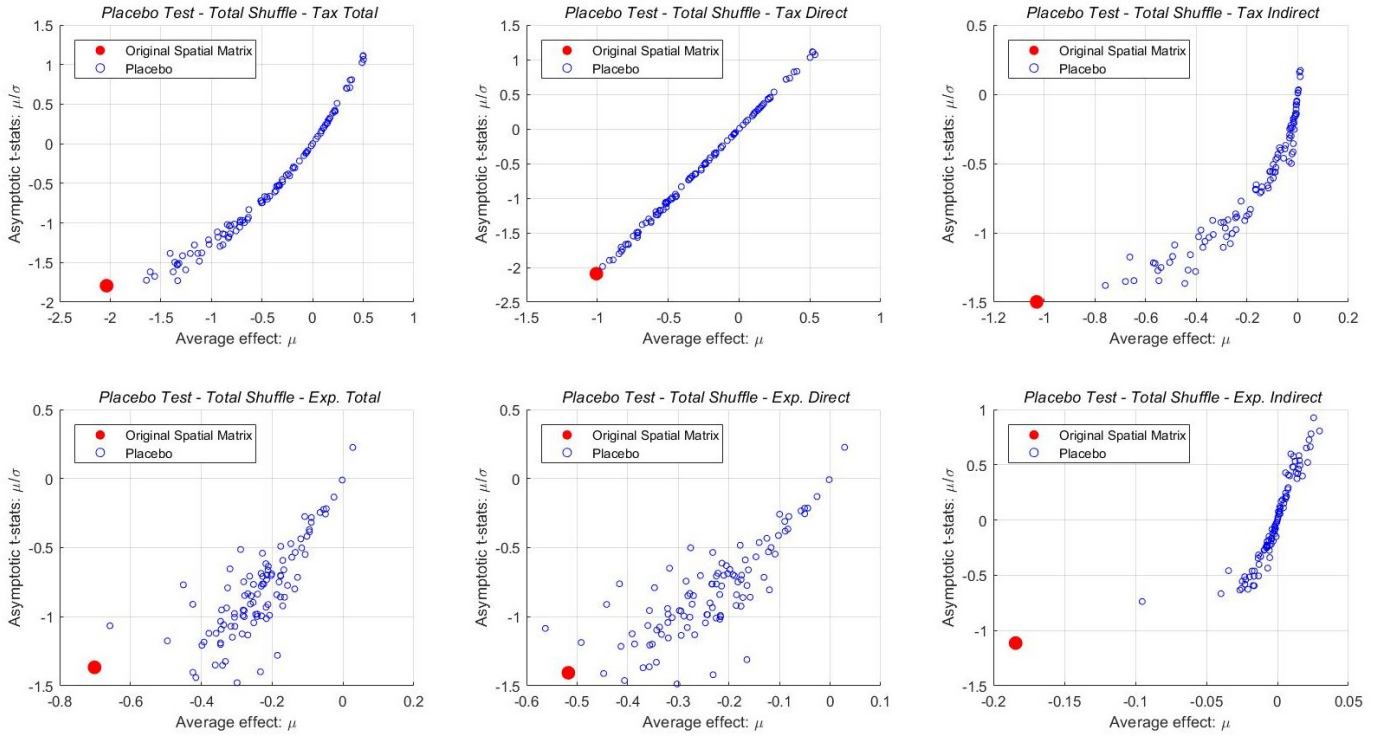 Placebo Test - Total Shuffle - Tax Total
Original Spatial Matrix
Placebo
Asymptotic t-stats: μ/σ
1.5
1
0.5
0
-0.5
-1
-1.5
-2
-2.5
-2
-1.5
-1
-0.5
0
0.5
1
Average effect: μ
Placebo Test - Total Shuffle - Tax Direct
Original Spatial Matrix
Placebo
Asymptotic t-stats: μ/σ
1.5
1
0.5
0
-0.5
-1
-1.5
-2
-2.5
-1.5
-1
-0.5
0
0.5
1
Average effect: μ
Placebo Test - Total Shuffle - Tax Indirect
Original Spatial Matrix
Placebo
Asymptotic t-stats: μ/σ
0.5
0
-0.5
-1
-1.5
-1.2
-1
-0.8
-0.6
-0.4
-0.2
0
0.2
Average effect: μ
Placebo Test - Total Shuffle - Exp. Total
Original Spatial Matrix
Placebo
Asymptotic t-stats: μ/σ
0.5
0
-0.5
-1
-1.5
-0.8
-0.6
-0.4
-0.2
0
0.2
Average effect: μ
Placebo Test - Total Shuffle - Exp. Direct
Original Spatial Matrix
Placebo
Asymptotic t-stats: μ/σ
0.5
0
-0.5
-1
-1.5
-0.6
-0.5
-0.4
-0.3
-0.2
-0.1
0
0.1
Average effect: μ
Placebo Test - Total Shuffle - Exp. Indirect
Original Spatial Matrix
Placebo
Asymptotic t-stats: μ/σ
1
0.5
0
-0.5
-1
-1.5
-0.2
-0.15
-0.1
-0.05
0
0.05
Average effect: μ